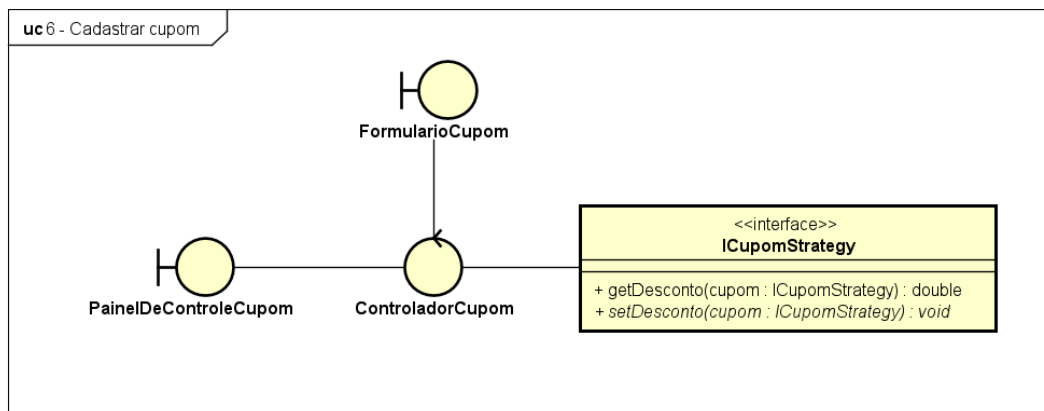 uc 6 - Cadastrar cupom
FormularioCupom
PainelDeControleCupom
ControladorCupom
<<interface>>
ICupomStrategy
+ getDesconto(cupom : ICupomStrategy) : double
+ setDesconto(cupom : ICupomStrategy) : void